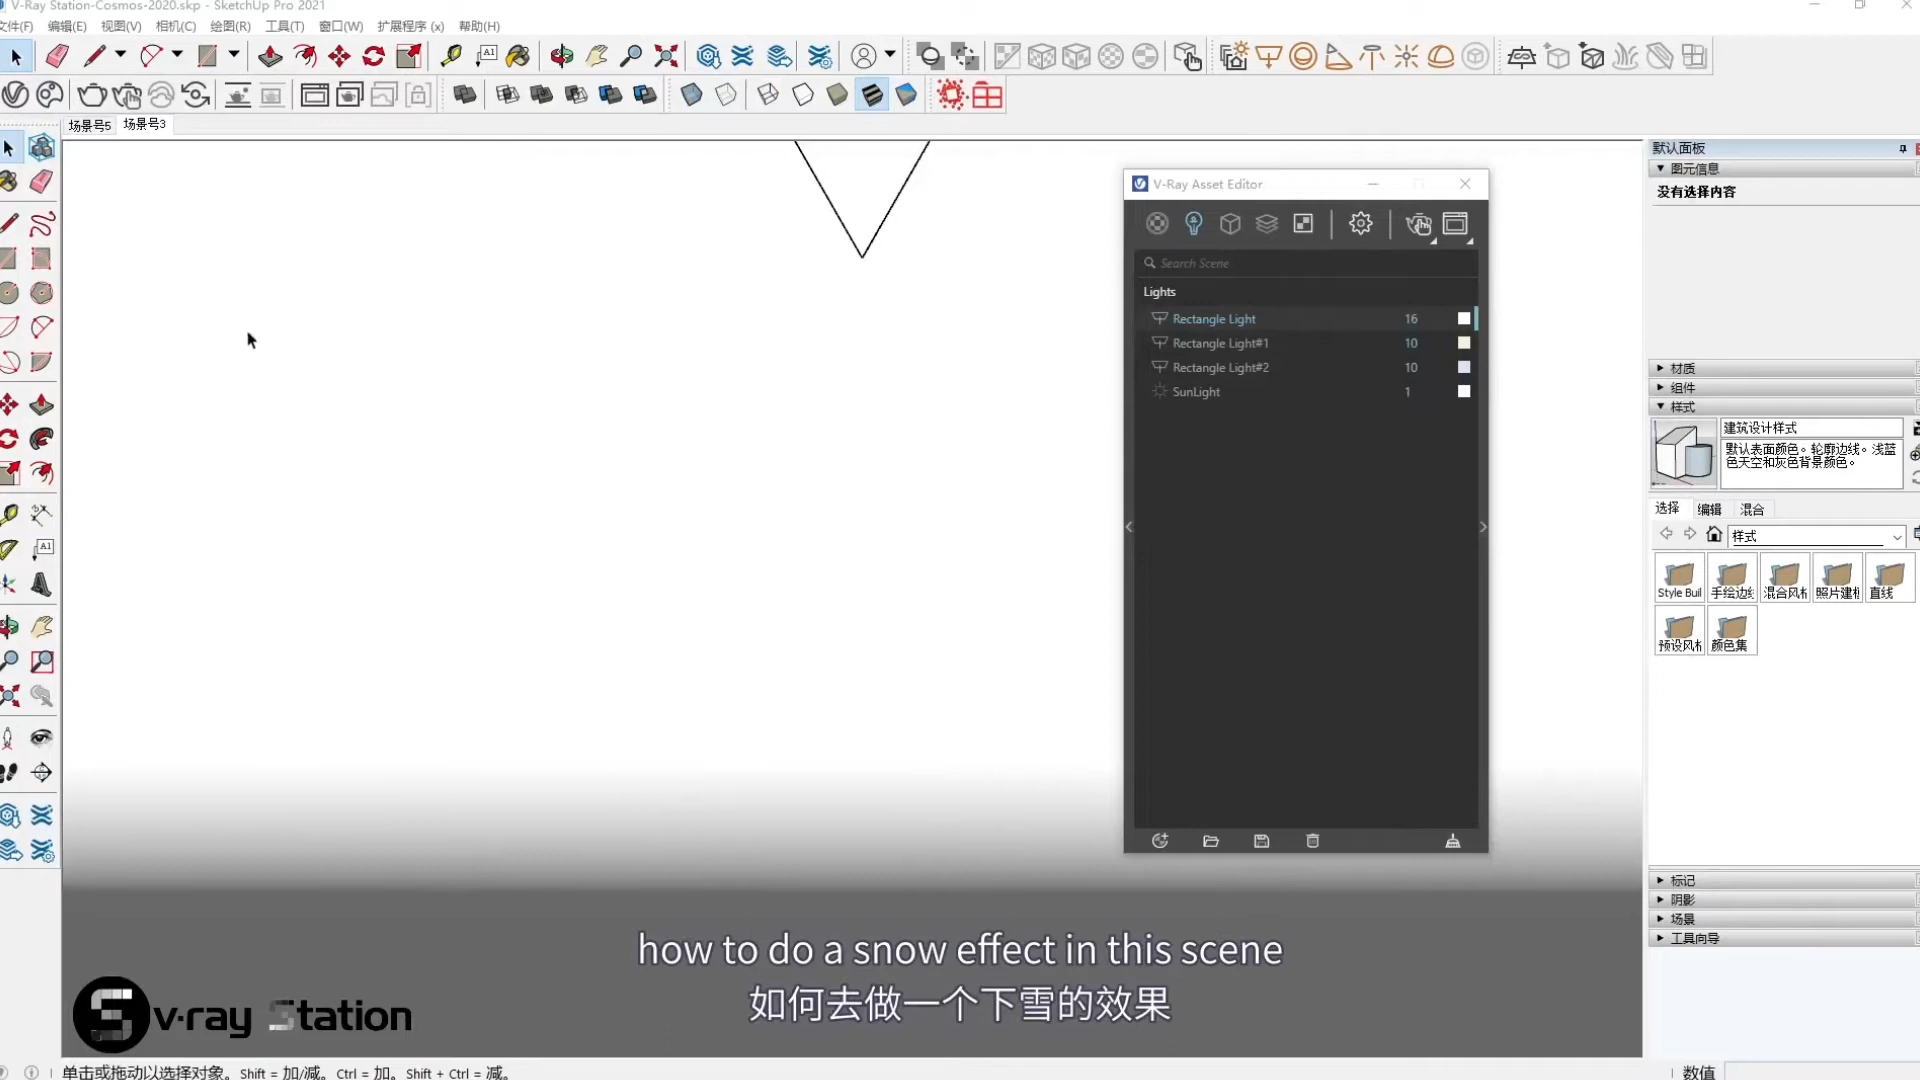 V-Ray Station-Cosmos-2020.skp - SketchUp Pro 2021
文件(F) 编辑(E) 视图(V) 相机(C) 绘图(R) 工具(T) 窗口(W) 扩展程序 (x) 帮助(H)
场景号5 场景号3
默认面板
图元信息
没有选择内容
V-Ray Asset Editor
Search Scene
Lights
Rectangle Light 16
Rectangle Light#1 10
Rectangle Light#2 10
SunLight 1
材质
组件
样式
建筑设计样式
默认表面颜色。轮廓边线。浅蓝
色天空和灰色背景颜色。
选择 编辑 混合
样式
Style Buil 手绘边 混合风 照片建 直线
预设风 颜色集
标记
阴影
场景
工具向导
how to do a snow effect in this scene
如何去做一个下雪的效果
v·ray Station
单击或拖动以选择对象。Shift = 加/减。Ctrl = 加。Shift + Ctrl = 减。
数值